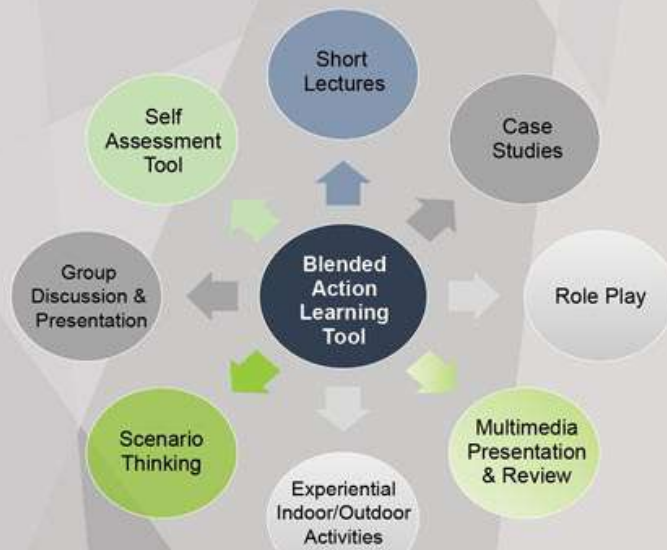 Short
Lectures
Case
Studies
Role Play
Multimedia
Presentation
& Review
Experiential
Indoor/Outdoor
Activities
Scenario
Thinking
Group
Discussion &
Presentation
Self
Assessment
Tool
Blended
Action
Learning
Tool